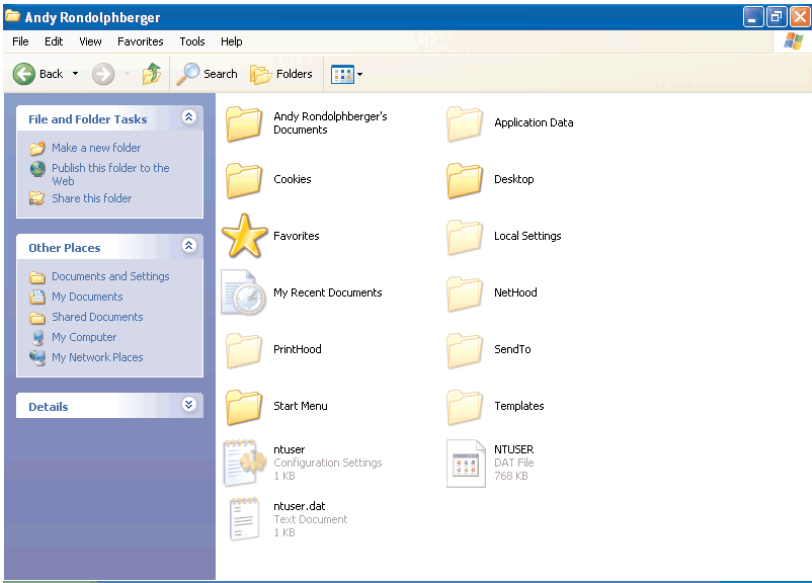 Andy Rondolphberger
File Edit View Favorites Tools Help
Back Search Folders
File and Folder Tasks
Make a new folder
Publish this folder to the
Web
Share this folder
Other Places
Documents and Settings
My Documents
Shared Documents
My Computer
My Network Places
Details
Andy Rondolphberger's
Documents
Application Data
Cookies
Desktop
Favorites
Local Settings
My Recent Documents
NetHood
PrintHood
SendTo
Start Menu
Templates
ntuser
Configuration Settings
1 KB
NTUSER
DAT File
768 KB
ntuser.dat
Text Document
1 KB